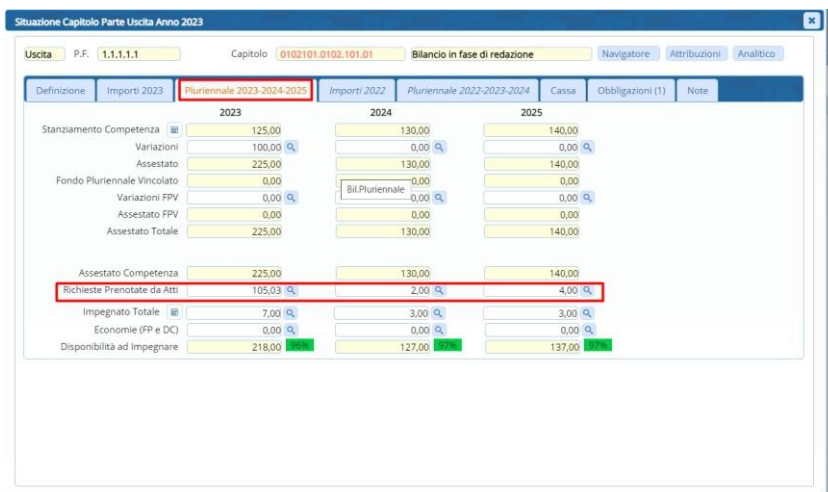 Situazione Capitolo Parte Uscita Anno 2023
Uscita P.F. 1.1.1.1.1 Capitolo 0102101.0102.101.01 Bilancio in fase di redazione Navigatore Attribuzioni Analitico
Definizione Importi 2023 Pluriennale 2023-2024-2025 Importi 2022 Pluriennale 2022-2023-2024 Cassa Obbligazioni (1) Note
2023 2024 2025
Stanziamento Competenza 125,00 130,00 140,00
Variazioni 100,00 0,00 0,00
Assestato 225,00 130,00 140,00
Fondo Pluriennale Vincolato 0,00 0,00 0,00
Bil.Pluriennale
Variazioni FPV 0,00 0,00 0,00
Assestato FPV 0,00 0,00 0,00
Assestato Totale 225,00 130,00 140,00
Assestato Competenza 225,00 130,00 140,00
Richieste Prenotate da Atti 105,03 2,00 4,00
Impegnato Totale 7,00 3,00 3,00
Economie (FP e DC) 0,00 0,00 0,00
Disponibilità ad Impegnare 218,00 96% 127,00 97% 137,00 97%